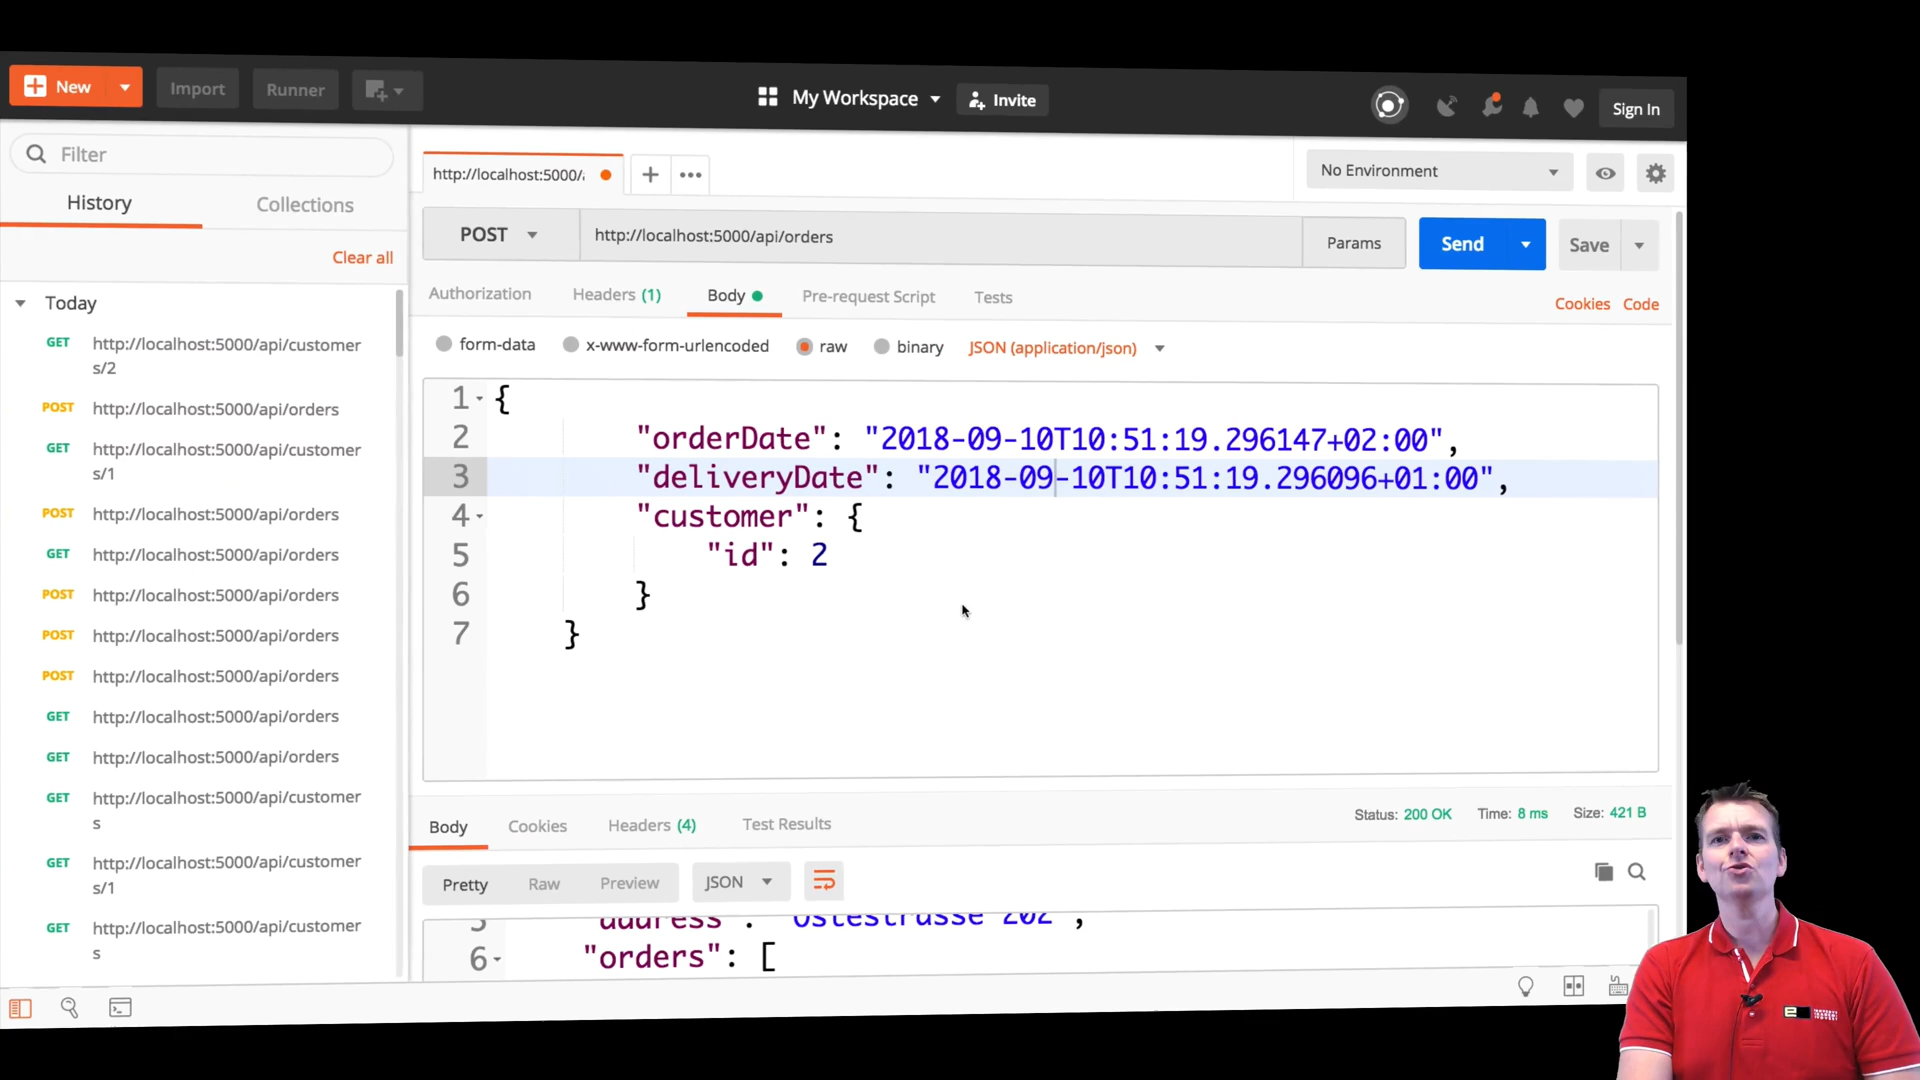 New
Import
Runner
My Workspace
Invite
Sign In
Filter
History
Collections
Clear all
Today
GET http://localhost:5000/api/customer
s/2
POST http://localhost:5000/api/orders
GET http://localhost:5000/api/customer
s/1
POST http://localhost:5000/api/orders
GET http://localhost:5000/api/orders
POST http://localhost:5000/api/orders
POST http://localhost:5000/api/orders
POST http://localhost:5000/api/orders
GET http://localhost:5000/api/orders
GET http://localhost:5000/api/orders
GET http://localhost:5000/api/customer
s
GET http://localhost:5000/api/customer
s/1
GET http://localhost:5000/api/customer
s
http://localhost:5000/
No Environment
POST
http://localhost:5000/api/orders
Params
Send
Save
Authorization
Headers (1)
Body
Pre-request Script
Tests
Cookies
Code
form-data
x-www-form-urlencoded
raw
binary
JSON (application/json)
1 {
2 "orderDate": "2018-09-10T10:51:19.296147+02:00",
3 "deliveryDate": "2018-09-10T10:51:19.296096+01:00",
4 "customer": {
5 "id": 2
6 }
7 }
Body
Cookies
Headers (4)
Test Results
Status: 200 OK
Time: 8 ms
Size: 421 B
Pretty
Raw
Preview
JSON
5 "address": "Ostestrasse 202",
6 "orders": [